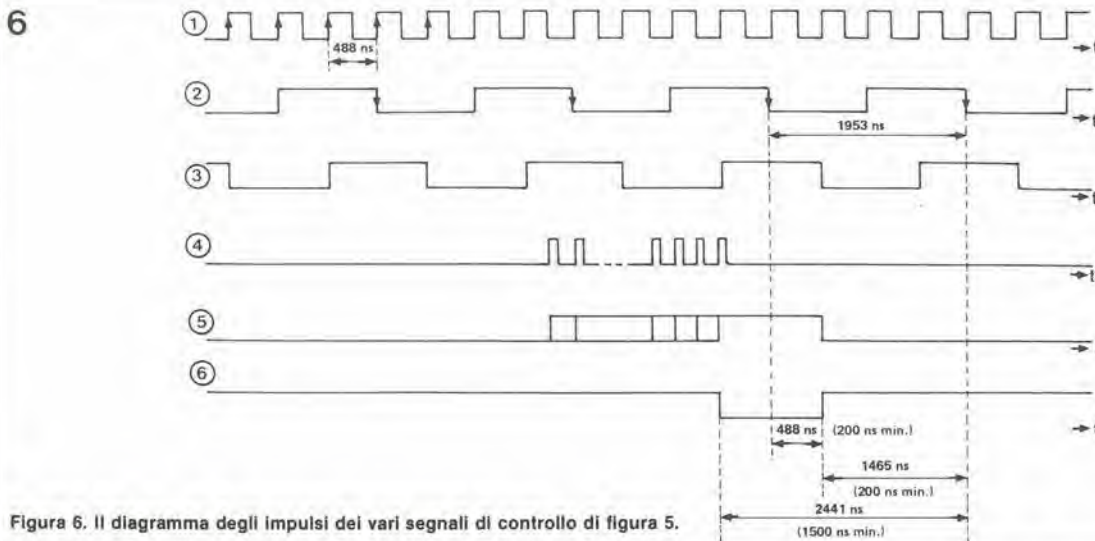 6
1
488 ns
t
2
1953 ns
t
3
t
4
t
5
6
488 ns (200 ns min.)
1465 ns
(200 ns min.)
2441 ns
(1500 ns min.)
Figura 6. Il diagramma degli impulsi dei vari segnali di controllo di figura 5.